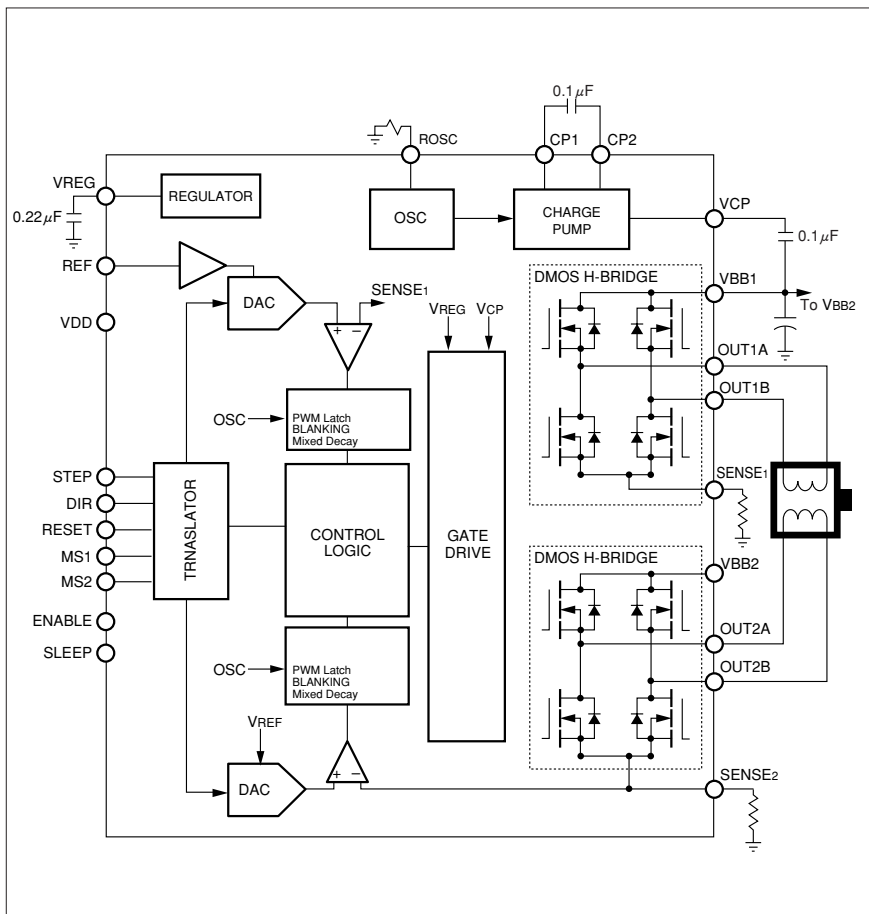 0.1μF
ROSC
CP1
CP2
VREG
REGULATOR
0.22μF
OSC
CHARGE
PUMP
VCP
0.1μF
REF
DAC
SENSE1
VREG
VCP
DMOS H-BRIDGE
VBB1
To VBB2
VDD
+
−
OUT1A
OUT1B
OSC
PWM Latch
BLANKING
Mixed Decay
STEP
DIR
RESET
MS1
MS2
TRNASLATOR
CONTROL
LOGIC
GATE
DRIVE
SENSE1
DMOS H-BRIDGE
VBB2
ENABLE
SLEEP
OSC
PWM Latch
BLANKING
Mixed Decay
OUT2A
OUT2B
VREF
DAC
+
−
SENSE2